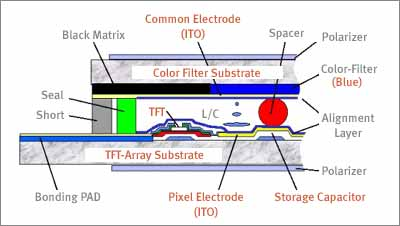 Common Electrode
(ITO)
Spacer
Black Matrix
Polarizer
Color Filter Substrate
Color-Filter
(Blue)
Seal
TFT
L/C
Short
Alignment
Layer
TFT-Array Substrate
Polarizer
Bonding PAD
Pixel Electrode
(ITO)
Storage Capacitor